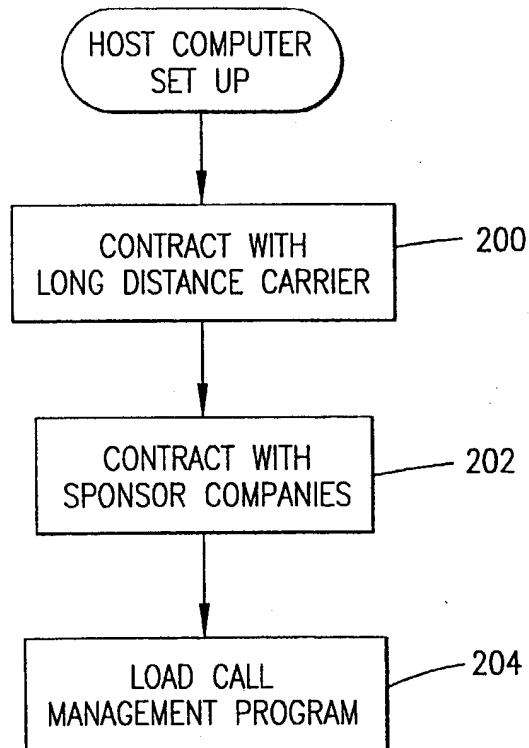 HOST COMPUTER
SET UP
CONTRACT WITH
LONG DISTANCE CARRIER
200
CONTRACT WITH
SPONSOR COMPANIES
202
LOAD CALL
MANAGEMENT PROGRAM
204